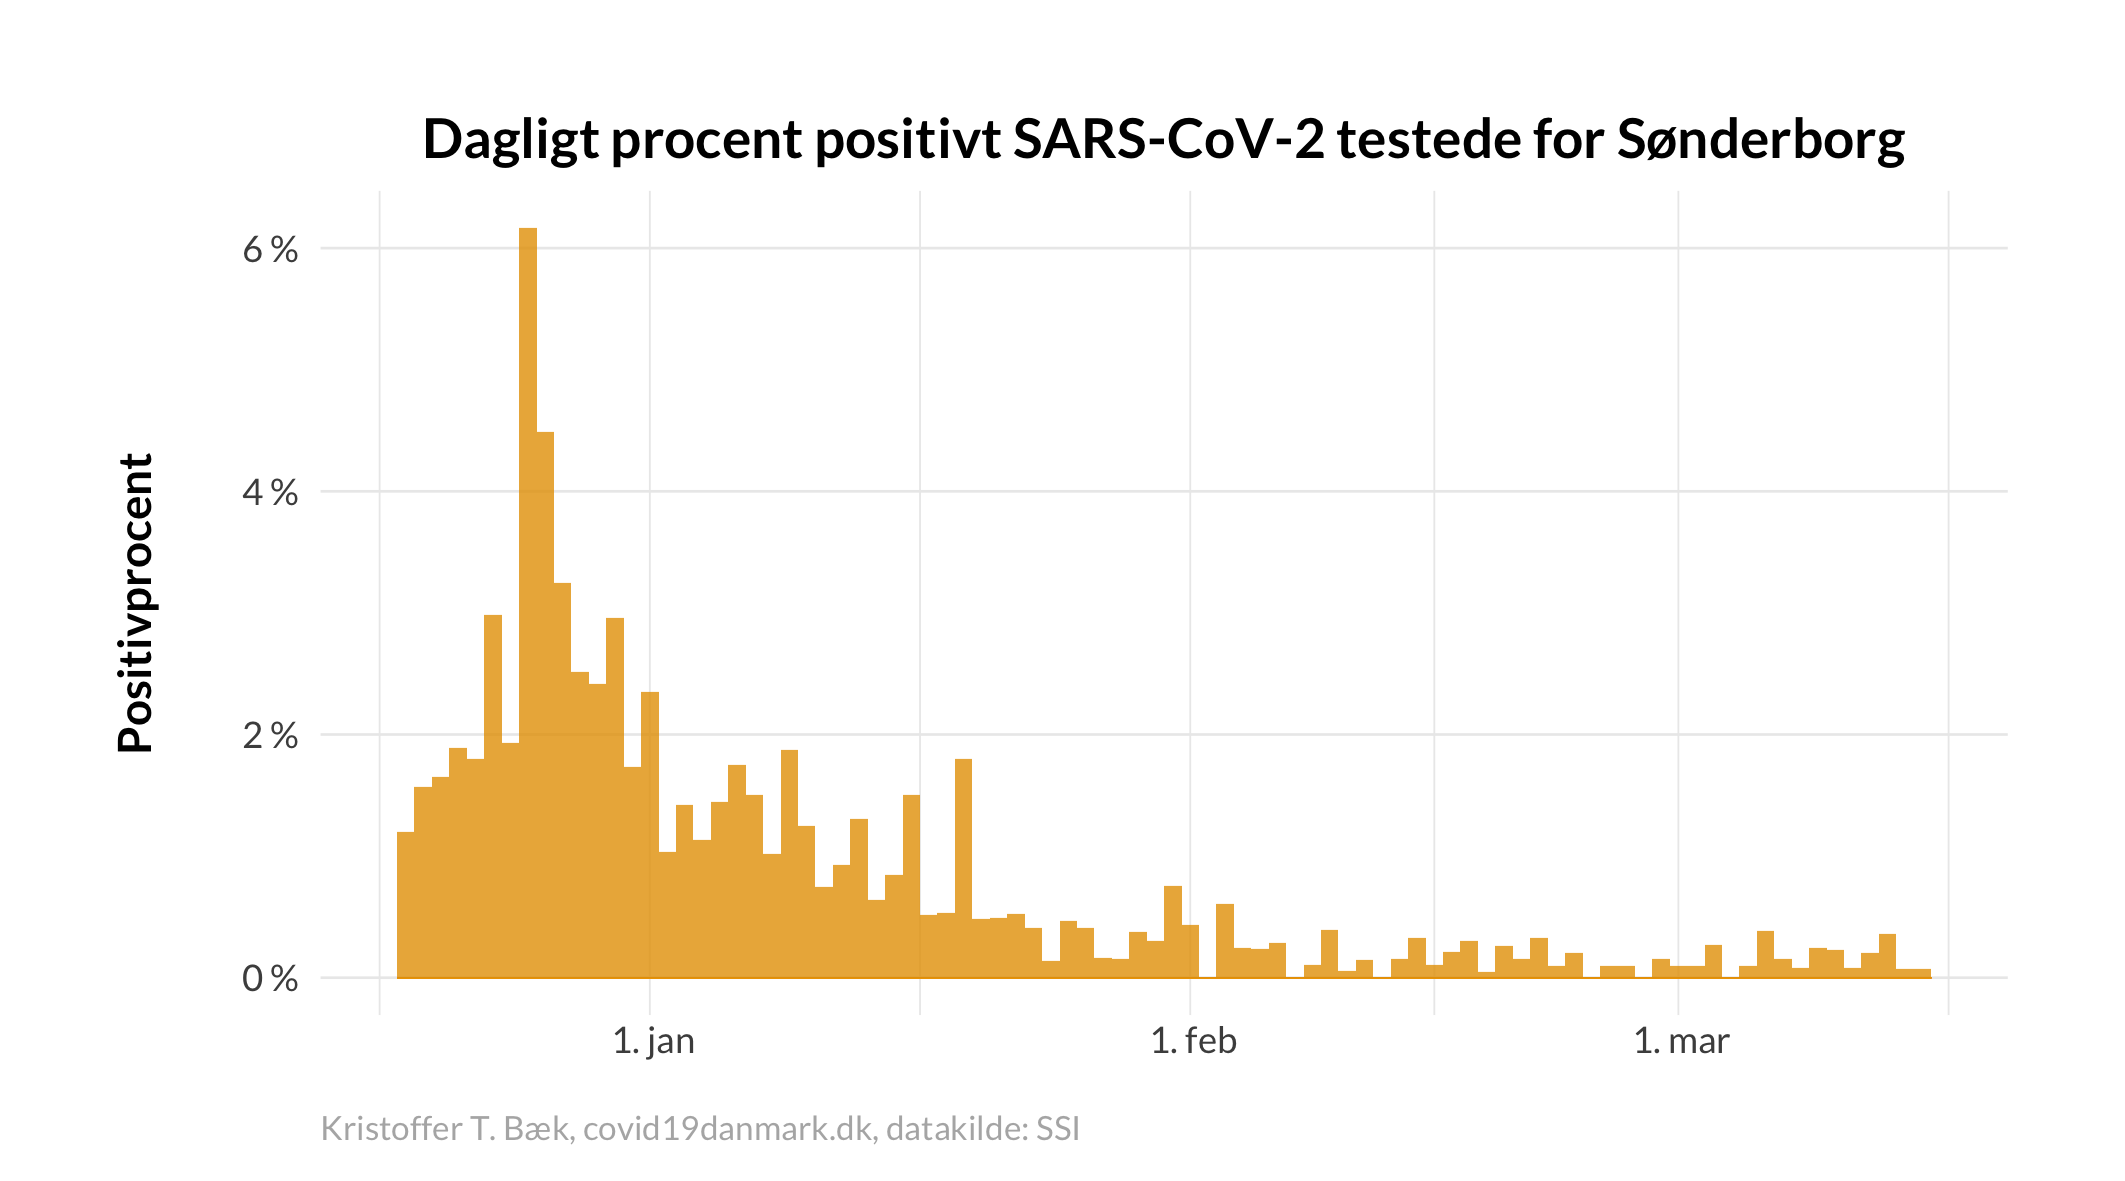 Dagligt procent positivt SARS-CoV-2 testede for Sønderborg
Positivprocent
6 %
4 %
2 %
0 %
1. jan
1. feb
1. mar
Kristoffer T. Bæk, covid19danmark.dk, datakilde: SSI